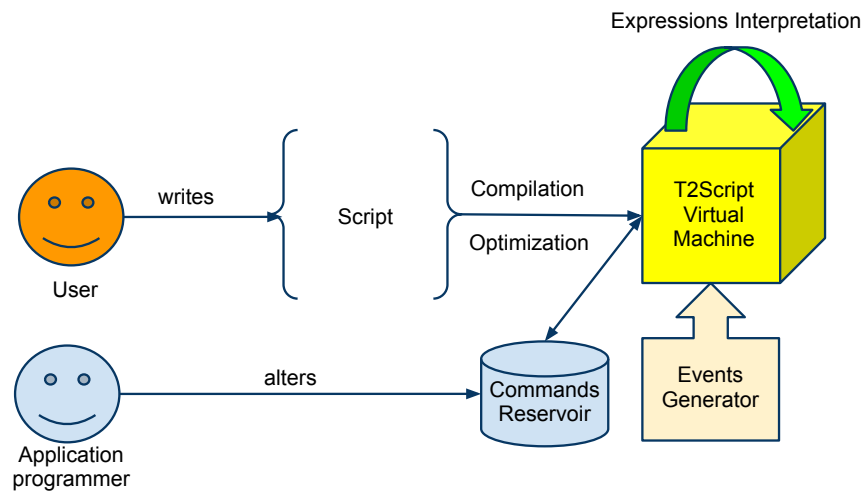 Expressions Interpretation
writes
Script
Compilation
Optimization
T2Script
Virtual
Machine
User
alters
Commands
Reservoir
Events
Generator
Application
programmer